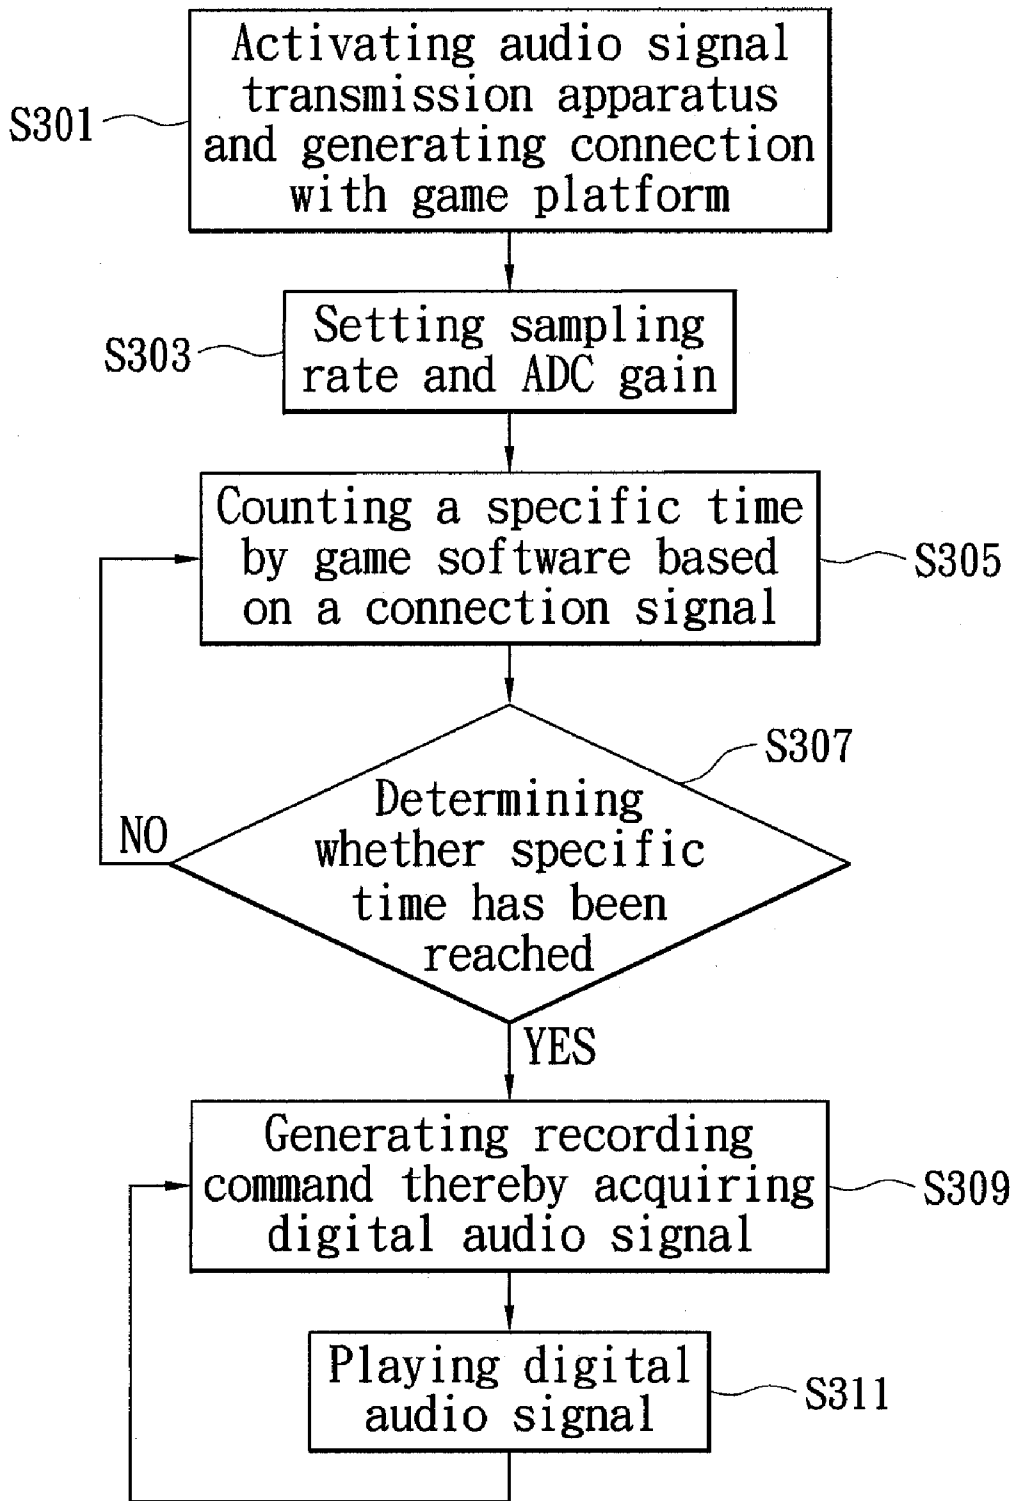 Activating audio signal
transmission apparatus
and generating connection
with game platform
S301
Setting sampling
rate and ADC gain
S303
Counting a specific time
by game software based
on a connection signal
S305
S307
Determining
whether specific
time has been
reached
NO
YES
Generating recording
command thereby acquiring
digital audio signal
S309
Playing digital
audio signal
S311